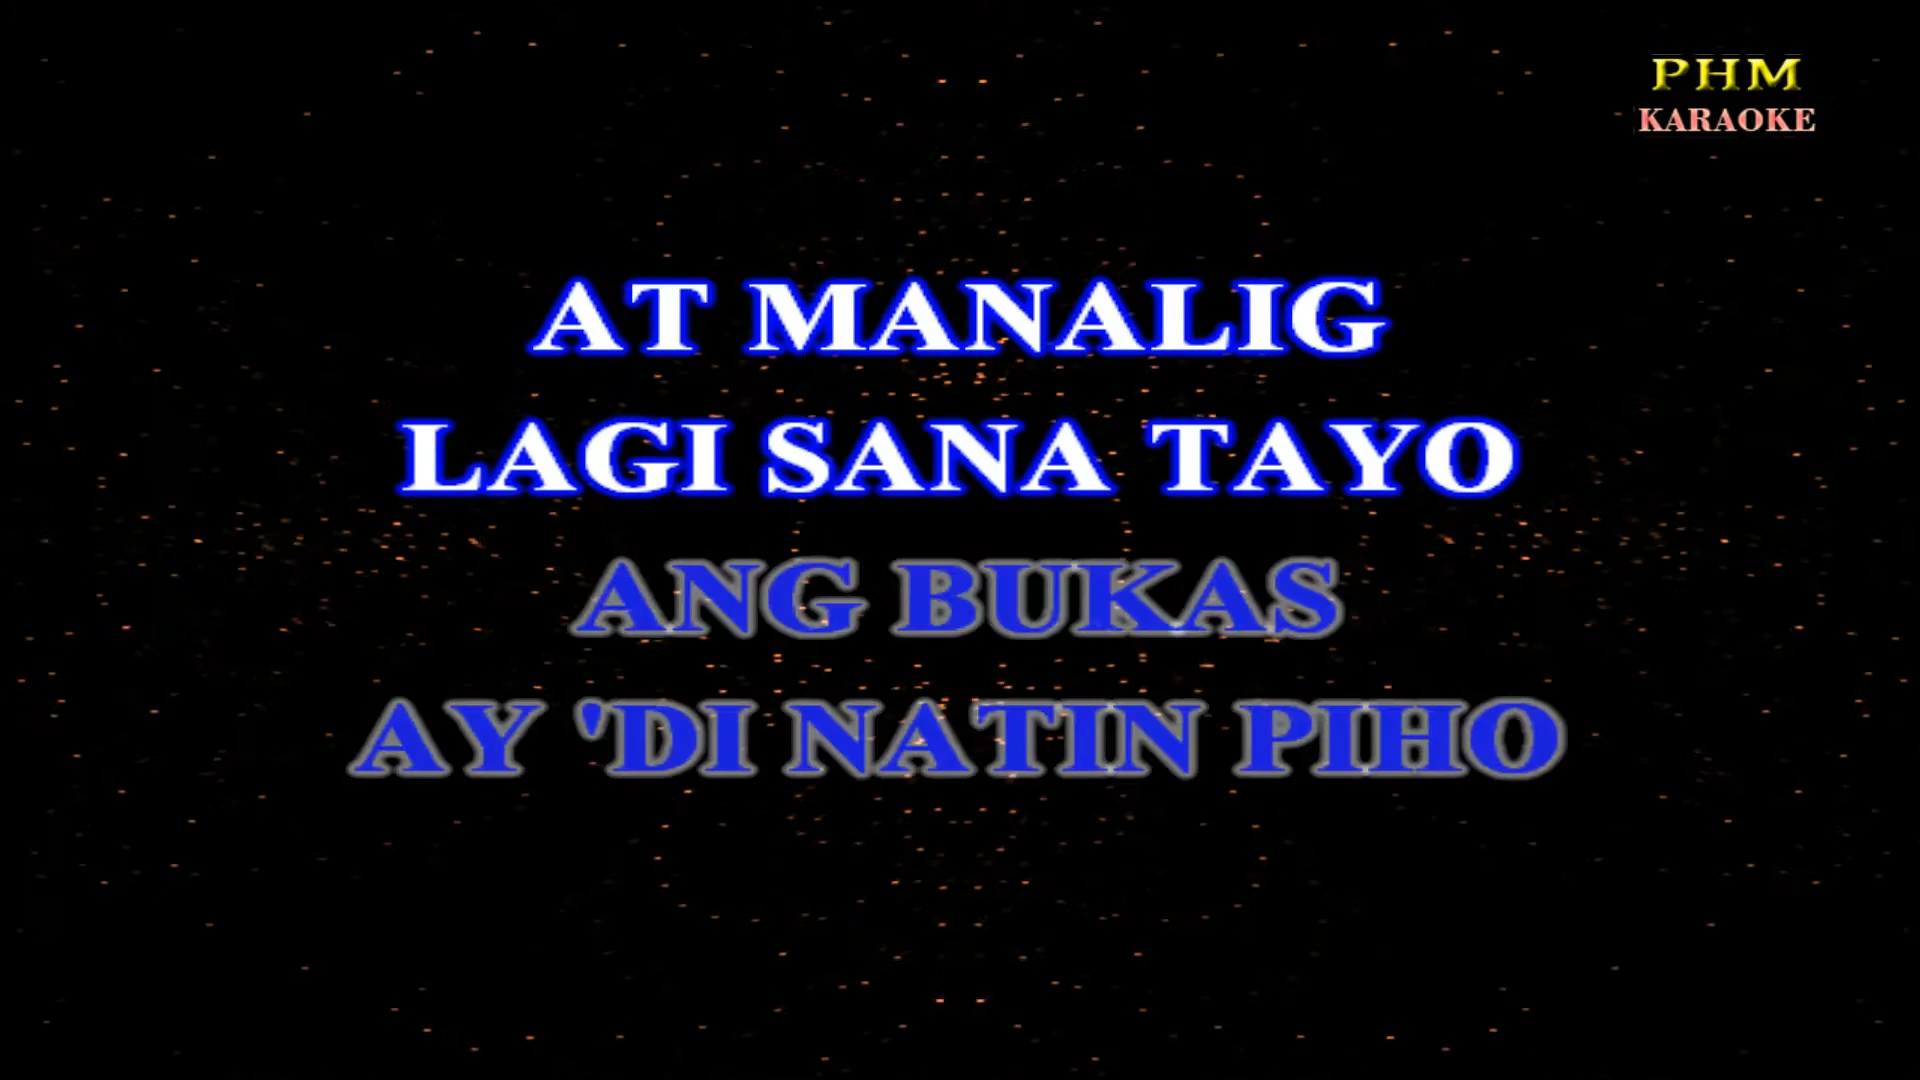 PHM
KARAOKE
AT MANALIG
LAGI SANA TAYO
ANG BUKAS
AY 'DI NATIN PIHO